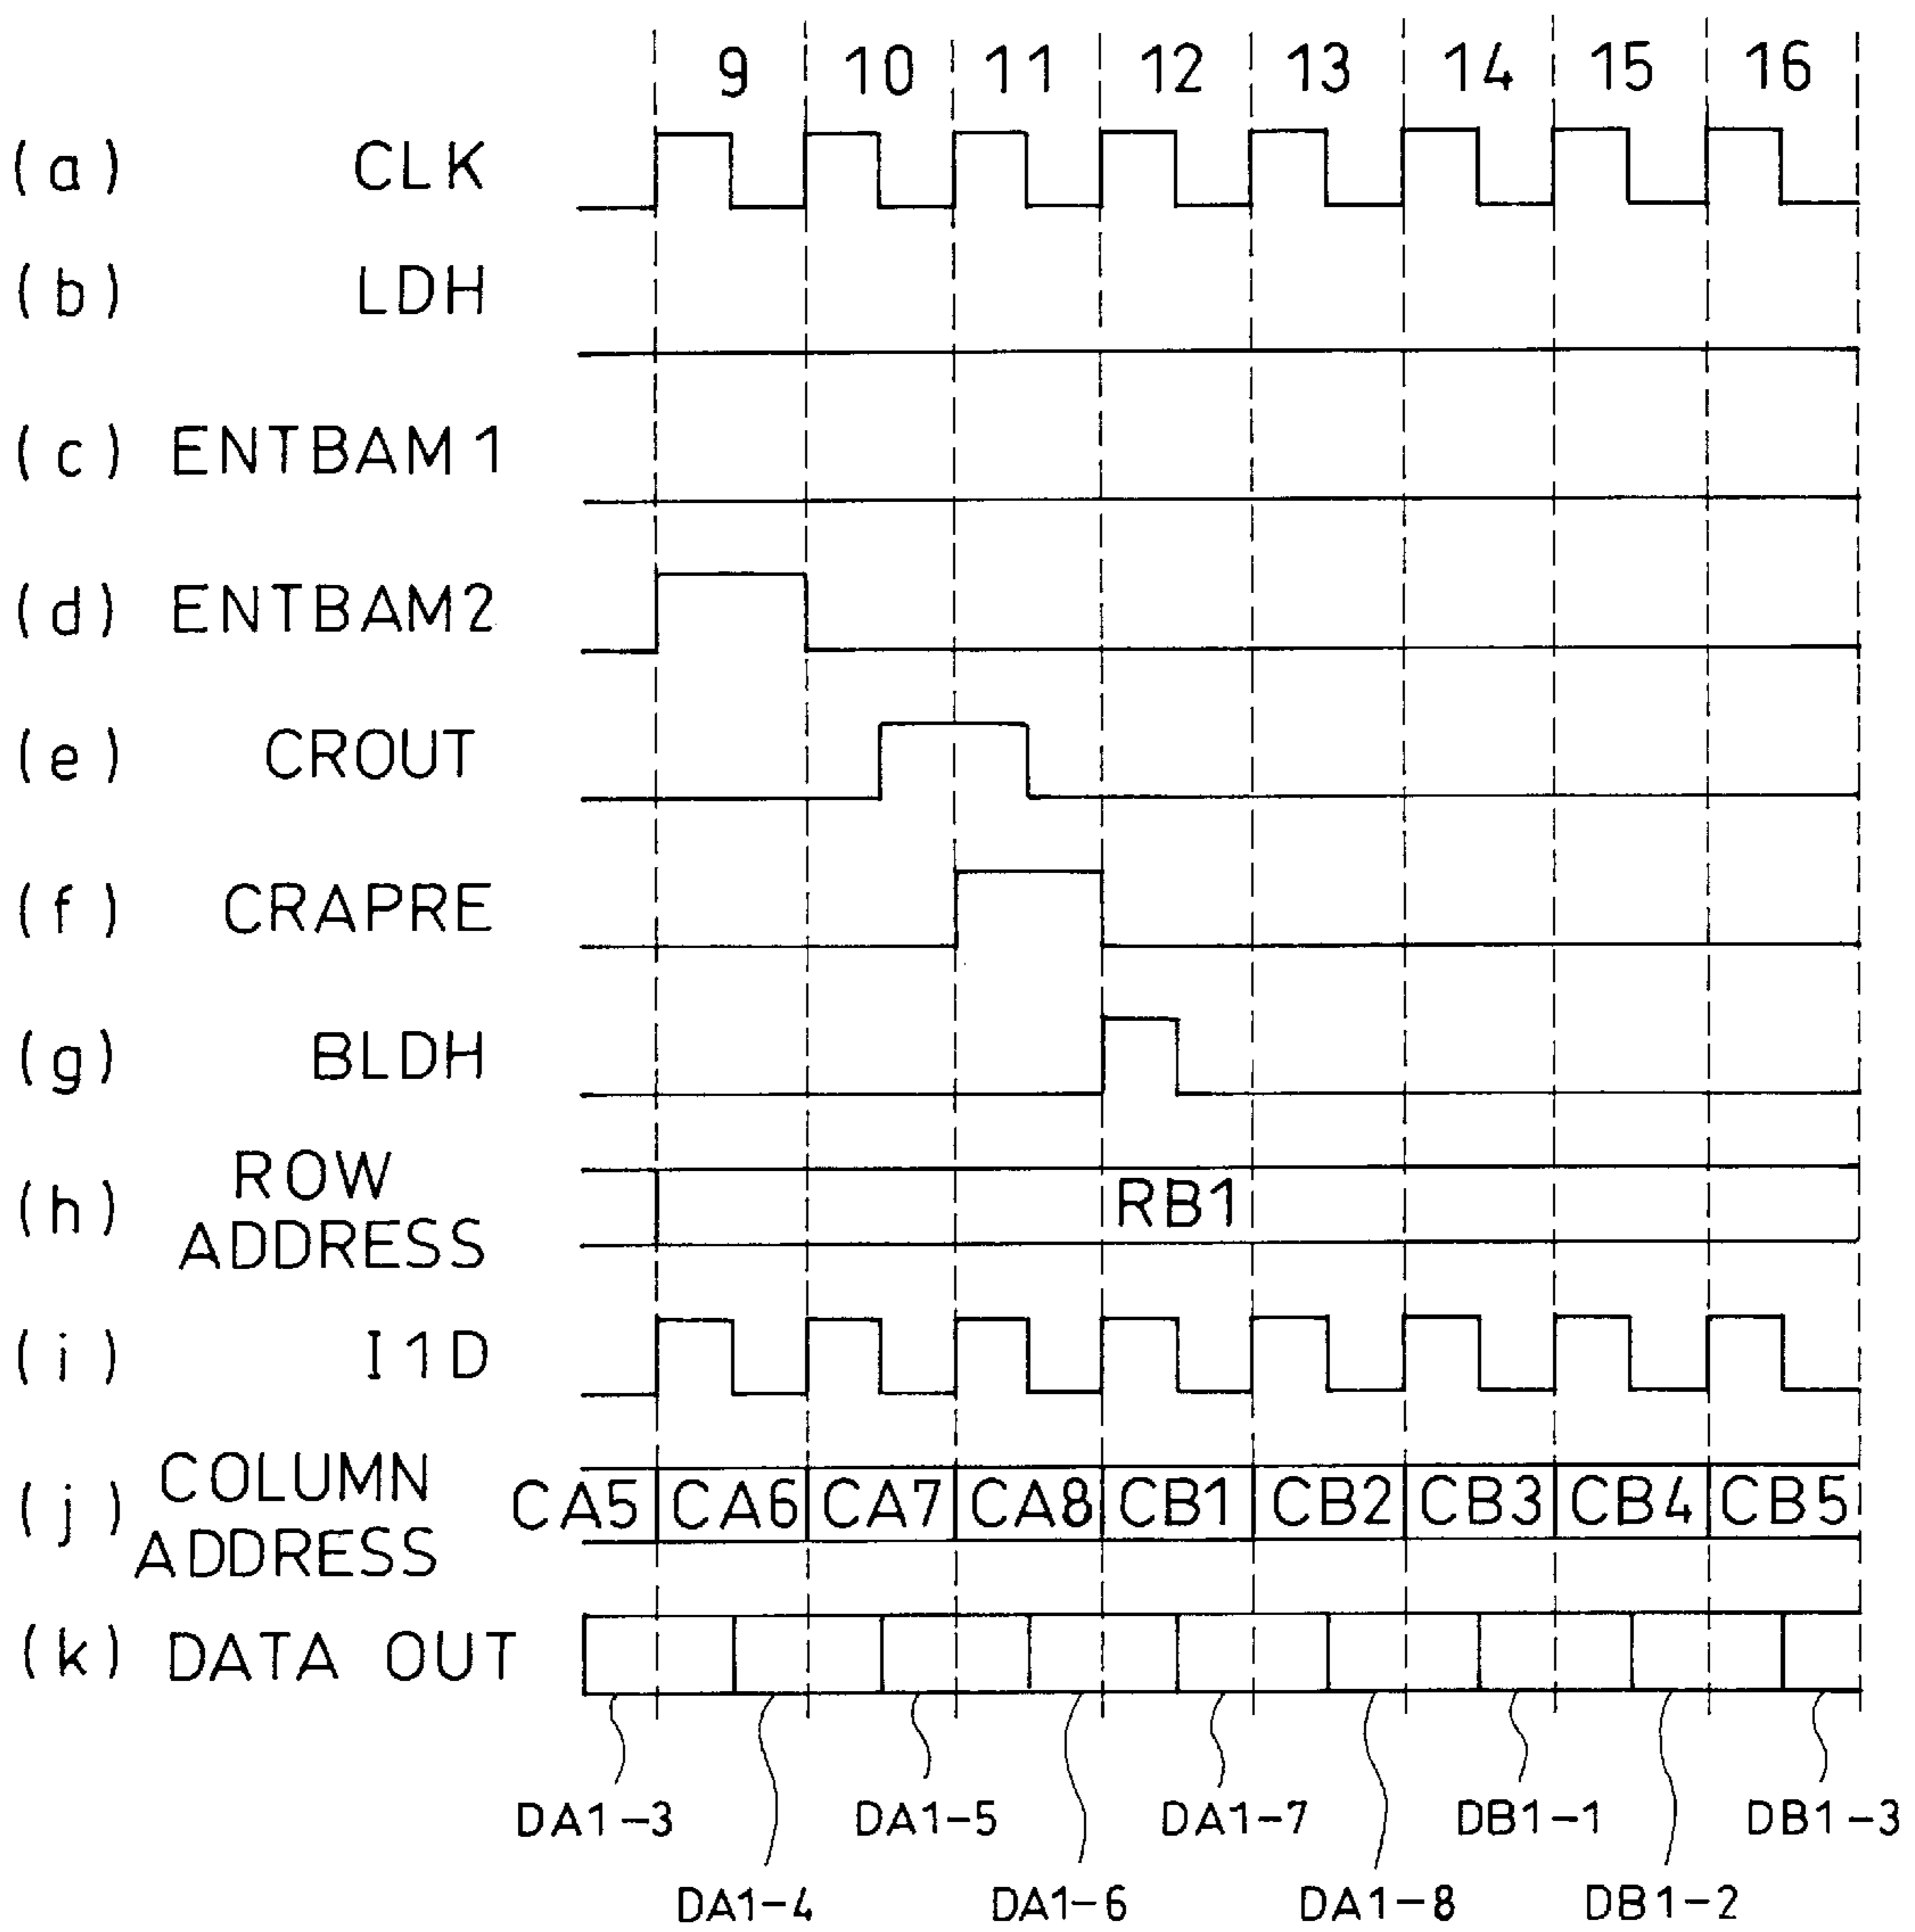 9 10 11 12 13 14 15 16
(a) CLK
(b) LDH
(c) ENTBAM1
(d) ENTBAM2
(e) CROUT
(f) CRAPRE
(g) BLDH
(h) ROW
ADDRESS
RB1
(i) I1D
(j) COLUMN
ADDRESS
CA5 CA6 CA7 CA8 CB1 CB2 CB3 CB4 CB5
(k) DATA OUT
DA1-3 DA1-5 DA1-7 DB1-1 DB1-3
DA1-4 DA1-6 DA1-8 DB1-2